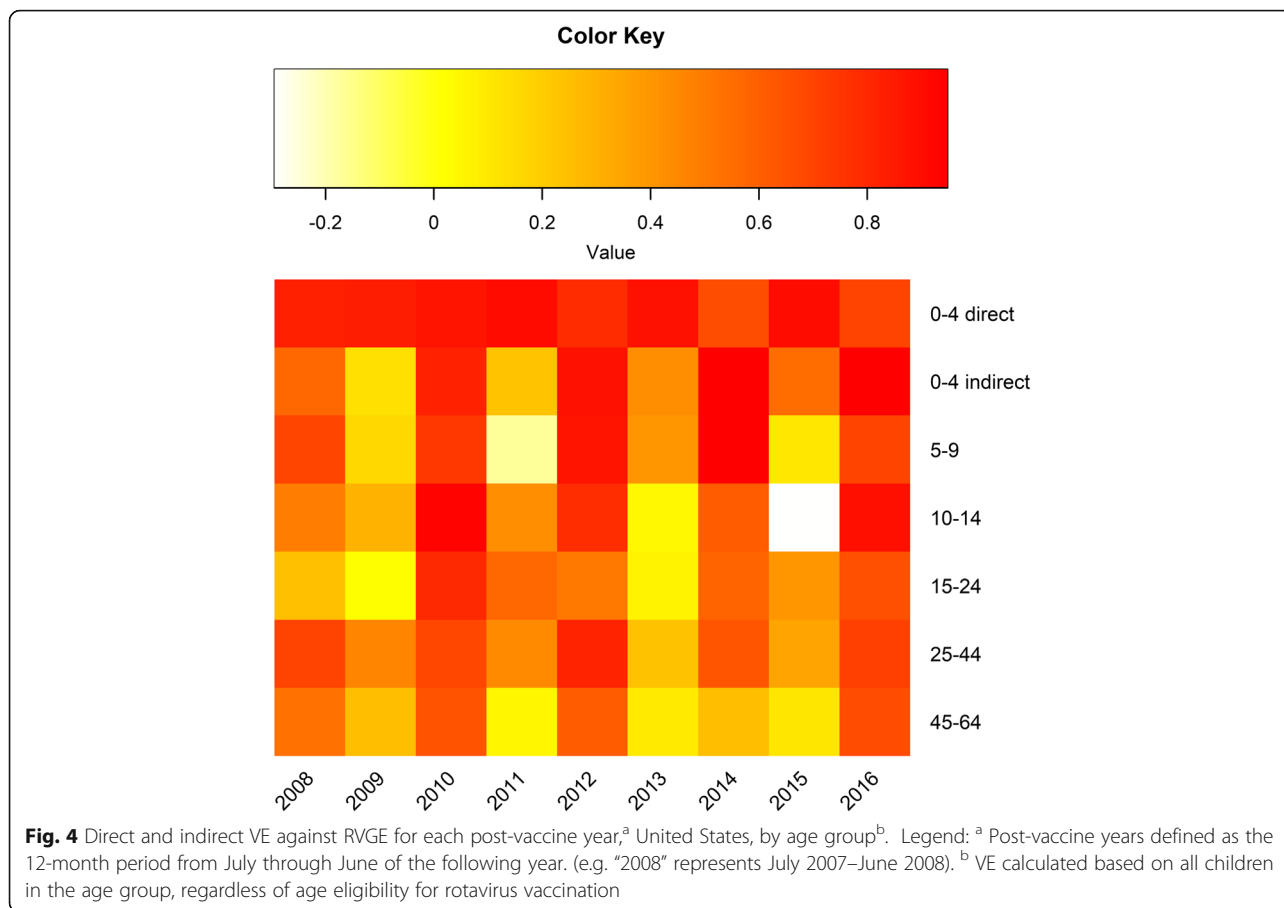 Color Key
-0.2 0 0.2 0.4 0.6 0.8
Value
0-4 direct
0-4 indirect
5-9
10-14
15-24
25-44
45-64
2008 2009 2010 2011 2012 2013 2014 2015 2016
Fig. 4 Direct and indirect VE against RVGE for each post-vaccine year,a United States, by age groupb. Legend: a Post-vaccine years defined as the
12-month period from July through June of the following year. (e.g. “2008” represents July 2007–June 2008). b VE calculated based on all children
in the age group, regardless of age eligibility for rotavirus vaccination